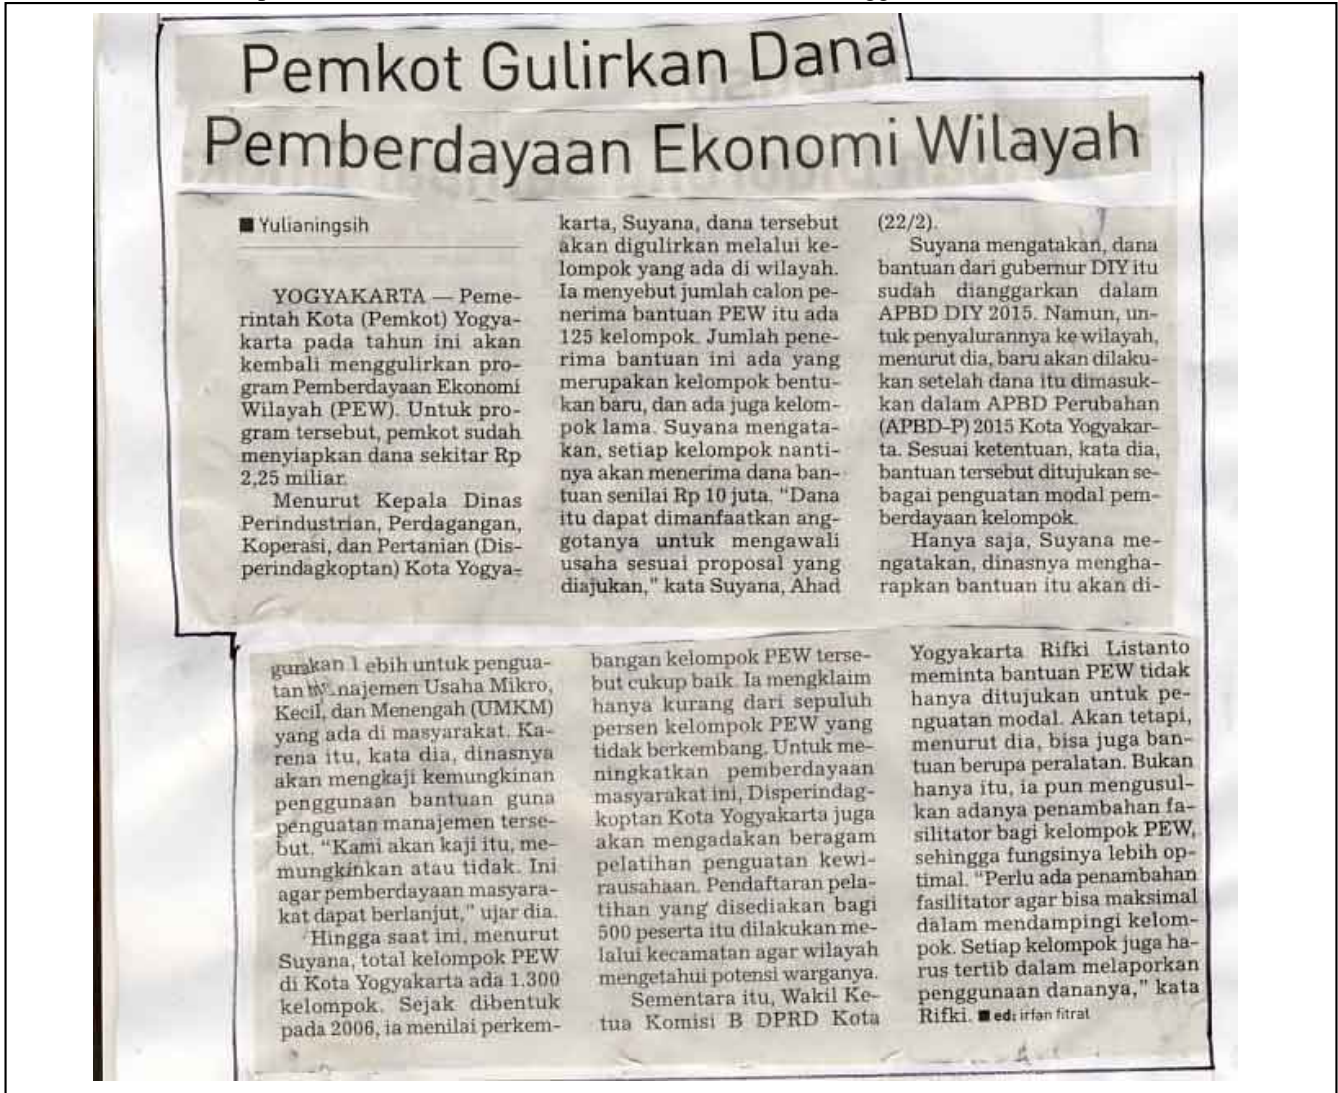 Pemkot Gulirkan Dana
Pemberdayaan Ekonomi Wilayah
■ Yulianingsih
YOGYAKARTA — Peme-
rintah Kota (Pemkot) Yogya-
karta pada tahun ini akan
kembali menggulirkan pro-
gram Pemberdayaan Ekonomi
Wilayah (PEW). Untuk pro-
gram tersebut, pemkot sudah
menyiapkan dana sekitar Rp
2,25 miliar.
Menurut Kepala Dinas
Perindustrian, Perdagangan,
Koperasi, dan Pertanian (Dis-
perindagkoptan) Kota Yogya-
karta, Suyana, dana tersebut
akan digulirkan melalui ke-
lompok yang ada di wilayah.
Ia menyebut jumlah calon pe-
nerima bantuan PEW itu ada
125 kelompok. Jumlah pene-
rima bantuan ini ada yang
merupakan kelompok bentu-
kan baru, dan ada juga kelom-
pok lama. Suyana mengata-
kan, setiap kelompok nanti-
nya akan menerima dana ban-
tuan senilai Rp 10 juta. "Dana
itu dapat dimanfaatkan ang-
gotanya untuk mengawali
usaha sesuai proposal yang
diajukan," kata Suyana, Ahad
(22/2).
Suyana mengatakan, dana
bantuan dari gubernur DIY itu
sudah dianggarkan dalam
APBD DIY 2015. Namun, un-
tuk penyalurannya ke wilayah,
menurut dia, baru akan dilaku-
kan setelah dana itu dimasuk-
kan dalam APBD Perubahan
(APBD-P) 2015 Kota Yogyakar-
ta. Sesuai ketentuan, kata dia,
bantuan tersebut ditujukan se-
bagai penguatan modal pem-
berdayaan kelompok.
Hanya saja, Suyana me-
ngatakan, dinasnya mengha-
rapkan bantuan itu akan di-
gunakan lebih untuk pengua-
tan manajemen Usaha Mikro,
Kecil, dan Menengah (UMKM)
yang ada di masyarakat. Ka-
rena itu, kata dia, dinasnya
akan mengkaji kemungkinan
penggunaan bantuan guna
penguatan manajemen terse-
but. "Kami akan kaji itu, me-
mungkinkan atau tidak. Ini
agar pemberdayaan masyara-
kat dapat berlanjut," ujar dia.
Hingga saat ini, menurut
Suyana, total kelompok PEW
di Kota Yogyakarta ada 1.300
kelompok. Sejak dibentuk
pada 2006, ia menilai perkem-
bangan kelompok PEW terse-
but cukup baik. Ia mengklaim
hanya kurang dari sepuluh
persen kelompok PEW yang
tidak berkembang. Untuk me-
ningkatkan pemberdayaan
masyarakat ini, Disperindag-
koptan Kota Yogyakarta juga
akan mengadakan beragam
pelatihan penguatan kewi-
rausahaan. Pendaftaran pela-
tihan yang disediakan bagi
500 peserta itu dilakukan me-
lalui kecamatan agar wilayah
mengetahui potensi warganya.
Sementara itu, Wakil Ke-
tua Komisi B DPRD Kota
Yogyakarta Rifki Listanto
meminta bantuan PEW tidak
hanya ditujukan untuk pe-
nguatan modal. Akan tetapi,
menurut dia, bisa juga ban-
tuan berupa peralatan. Bukan
hanya itu, ia pun mengusul-
kan adanya penambahan fa-
silitator bagi kelompok PEW,
sehingga fungsinya lebih op-
timal. "Perlu ada penambahan
fasilitator agar bisa maksimal
dalam mendampingi kelom-
pok. Setiap kelompok juga ha-
rus tertib dalam melaporkan
penggunaan dananya," kata
Rifki. ■ ed: irfan fitrat